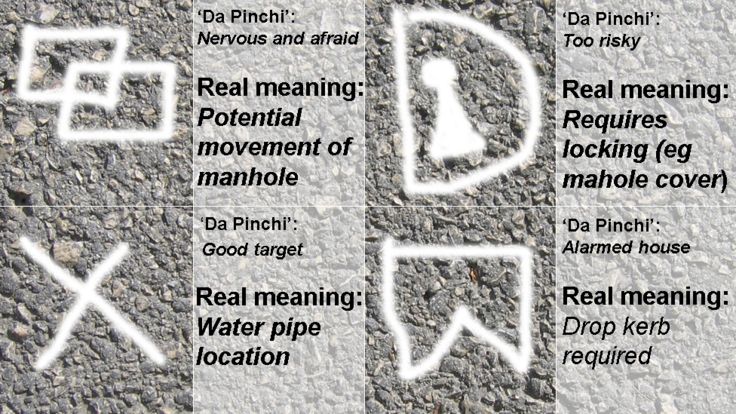 ‘Da Pinchi’:
Nervous and afraid
Real meaning:
Potential
movement of
manhole
‘Da Pinchi’:
Too risky
Real meaning:
Requires
locking (eg
mahole cover)
‘Da Pinchi’:
Good target
Real meaning:
Water pipe
location
‘Da Pinchi’:
Alarmed house
Real meaning:
Drop kerb
required